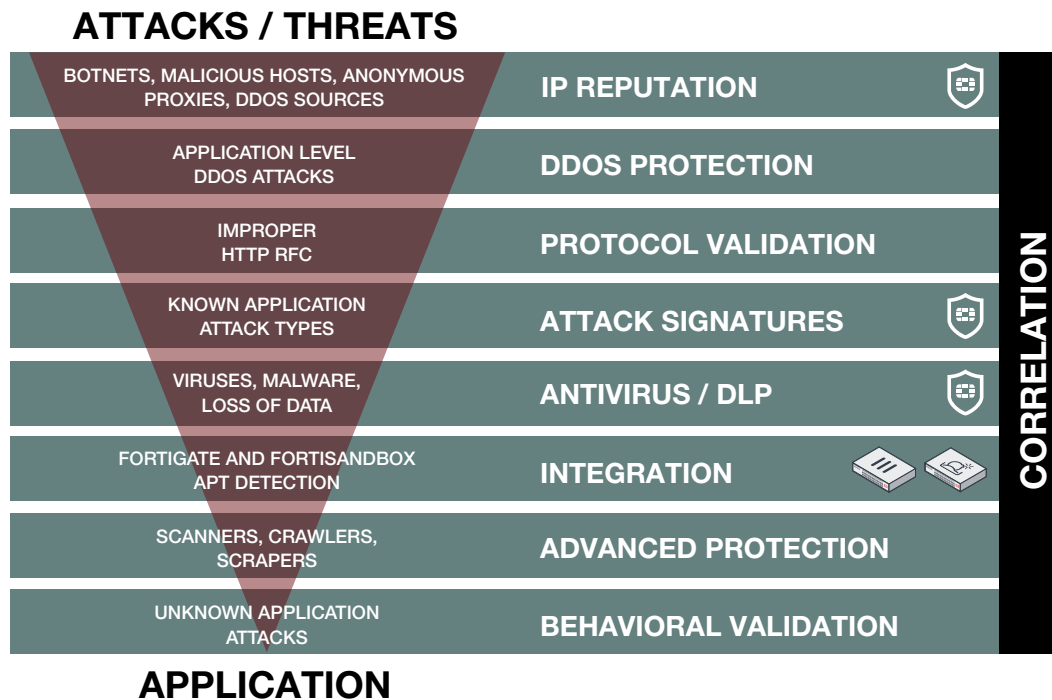 ATTACKS / THREATS
BOTNETS, MALICIOUS HOSTS, ANONYMOUS
PROXIES, DDOS SOURCES
IP REPUTATION
APPLICATION LEVEL
DDOS ATTACKS
DDOS PROTECTION
IMPROPER
HTTP RFC
PROTOCOL VALIDATION
KNOWN APPLICATION
ATTACK TYPES
ATTACK SIGNATURES
VIRUSES, MALWARE,
LOSS OF DATA
ANTIVIRUS / DLP
FORTIGATE AND FORTISANDBOX
APT DETECTION
INTEGRATION
SCANNERS, CRAWLERS,
SCRAPERS
ADVANCED PROTECTION
UNKNOWN APPLICATION
ATTACKS
BEHAVIORAL VALIDATION
CORRELATION
APPLICATION